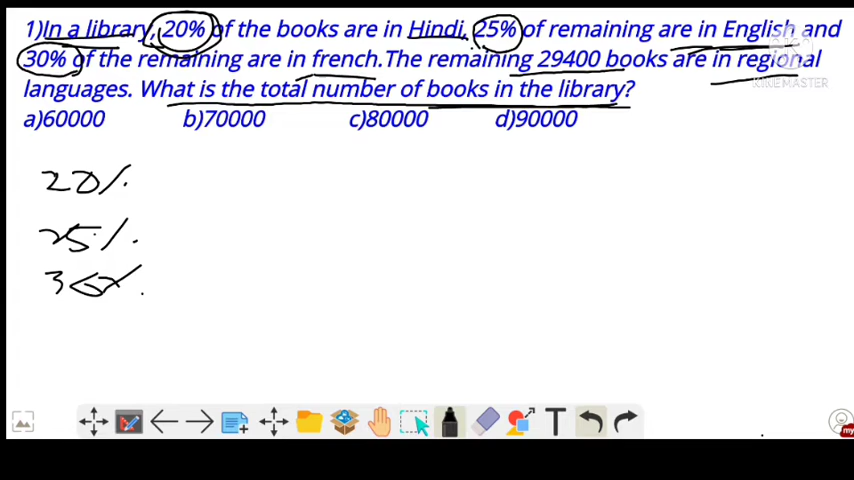 1)In a library, 20% of the books are in Hindi, 25% of remaining are in English and
30% of the remaining are in french.The remaining 29400 books are in regional
languages. What is the total number of books in the library?
a)60000 b)70000 c)80000 d)90000
KINEMASTER
20%
25%
30%
T
my